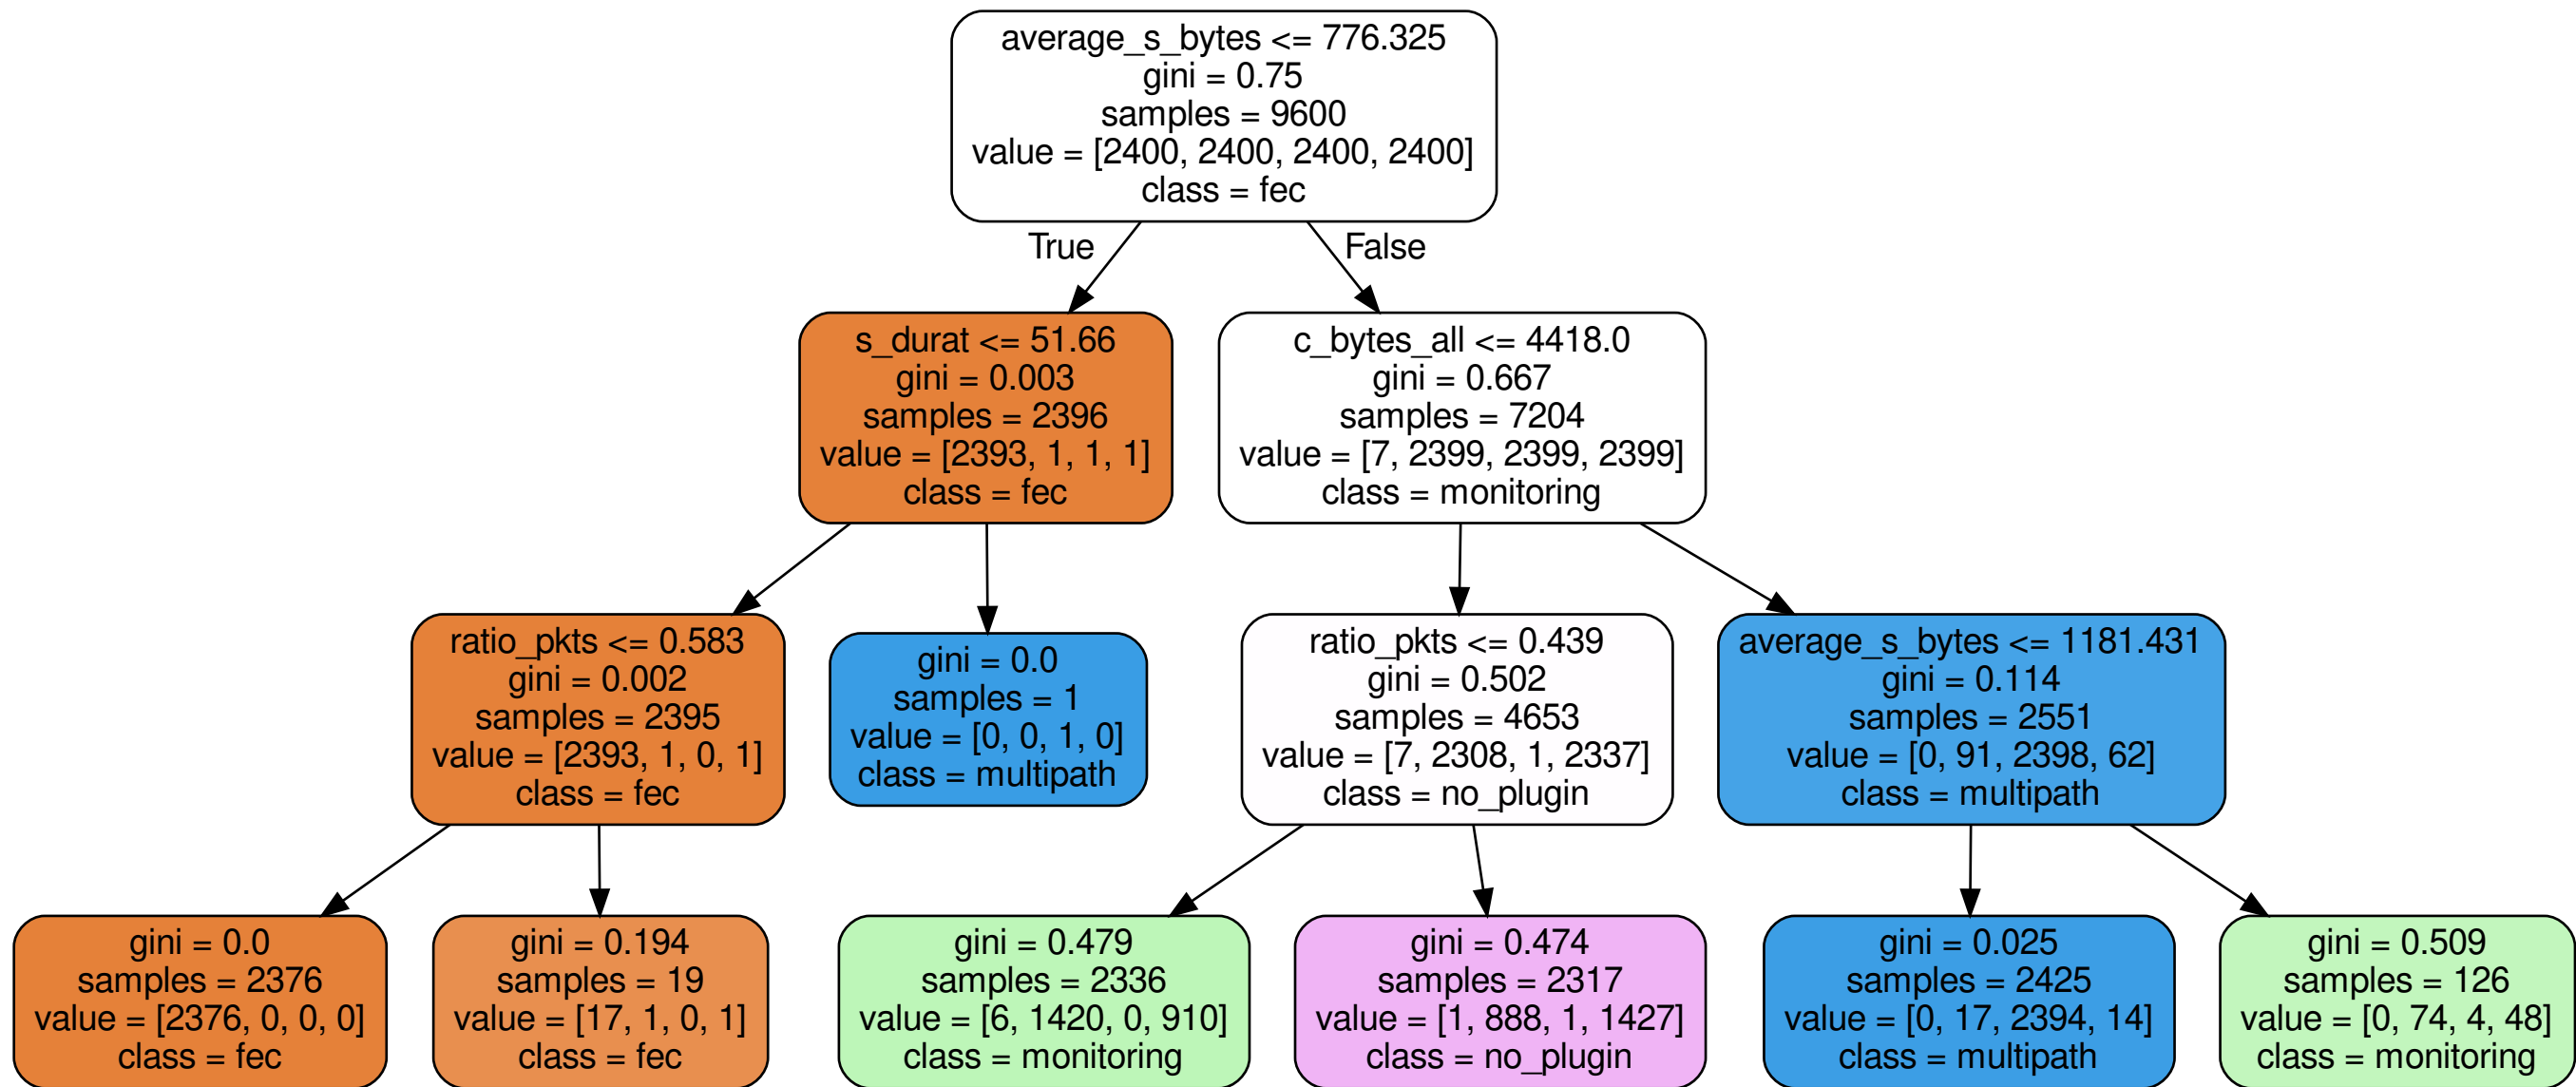 average_s_bytes <= 776.325
gini = 0.75
samples = 9600
value = [2400, 2400, 2400, 2400]
class = fec
True
False
s_durat <= 51.66
gini = 0.003
samples = 2396
value = [2393, 1, 1, 1]
class = fec
c_bytes_all <= 4418.0
gini = 0.667
samples = 7204
value = [7, 2399, 2399, 2399]
class = monitoring
ratio_pkts <= 0.583
gini = 0.002
samples = 2395
value = [2393, 1, 0, 1]
class = fec
gini = 0.0
samples = 1
value = [0, 0, 1, 0]
class = multipath
ratio_pkts <= 0.439
gini = 0.502
samples = 4653
value = [7, 2308, 1, 2337]
class = no_plugin
average_s_bytes <= 1181.431
gini = 0.114
samples = 2551
value = [0, 91, 2398, 62]
class = multipath
gini = 0.0
samples = 2376
value = [2376, 0, 0, 0]
class = fec
gini = 0.194
samples = 19
value = [17, 1, 0, 1]
class = fec
gini = 0.479
samples = 2336
value = [6, 1420, 0, 910]
class = monitoring
gini = 0.474
samples = 2317
value = [1, 888, 1, 1427]
class = no_plugin
gini = 0.025
samples = 2425
value = [0, 17, 2394, 14]
class = multipath
gini = 0.509
samples = 126
value = [0, 74, 4, 48]
class = monitoring